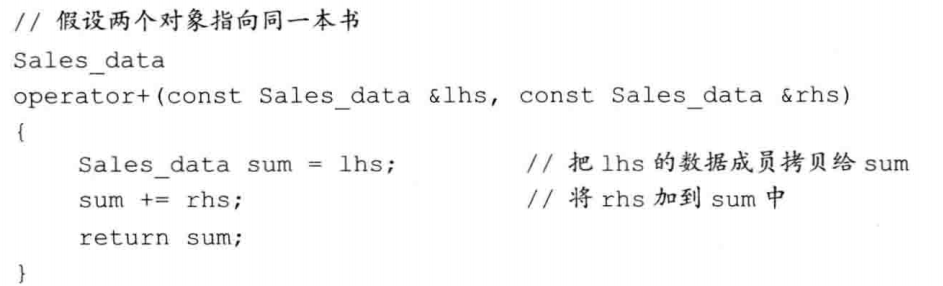 // 假设两个对象指向同一本书
Sales_data
operator+(const Sales_data &lhs, const Sales_data &rhs)
{
    Sales_data sum = lhs;        // 把 lhs 的数据成员拷贝给 sum
    sum += rhs;                  // 将 rhs 加到 sum 中
    return sum;
}